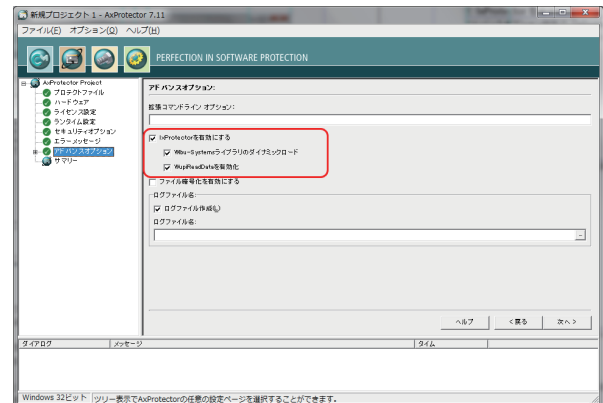 新規プロジェクト 1 - AxProtector 7.11
ファイル(F) オプション(O) ヘルプ(H)
PERFECTION IN SOFTWARE PROTECTION
AxProtector Project
プロテクトファイル
ハードウェア
ライセンス設定
ランタイム設定
セキュリティオプション
エラーメッセージ
アドバンスオプション
サマリー
アドバンスオプション:
拡張コマンドライン オプション:
IxProtectorを有効にする
Wibu-Systemsライブラリのダイナミックロード
WupiReadDataを有効化
ファイル暗号化を有効にする
ログファイル名:
ログファイル作成(L)
ログファイル名:
ヘルプ <戻る 次へ>
ダイアログ メッセージ タイム
Windows 32ビット ツリー表示でAxProtectorの任意の設定ページを選択することができます。